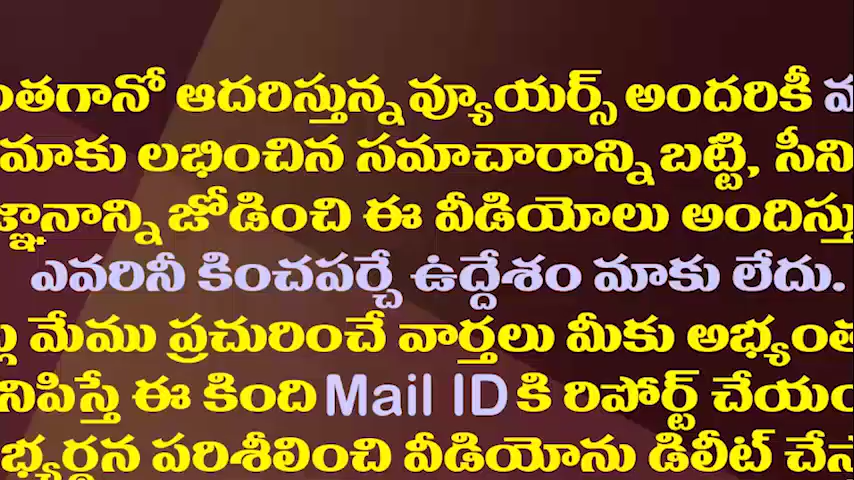 ంతగానో ఆదరిస్తున్న వ్యూయర్స్ అందరికీ
మాకు లభించిన సమాచారాన్ని బట్టి, సీని
జ్ఞానాన్ని జోడించి ఈ వీడియోలు అందిస్తు
ఎవరినీ కించపర్చే ఉద్దేశం మాకు లేదు.
మేము ప్రచురించే వార్తలు మీకు అభ్యంత
నిపిస్తే ఈ కింది Mail ID కి రిపోర్ట్ చేయం
భ్యర్థన పరిశీలించి వీడియోను డిలీట్ చేస